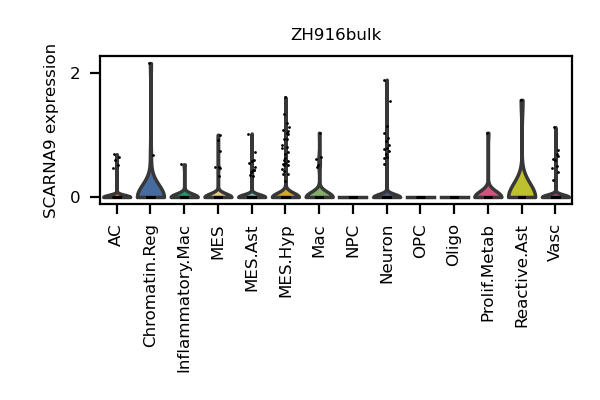 ZH916bulk
SCARNA9 expression
2
0
AC
Chromatin.Reg
Inflammatory.Mac
MES
MES.Ast
MES.Hyp
Mac
NPC
Neuron
OPC
Oligo
Prolif.Metab
Reactive.Ast
Vasc